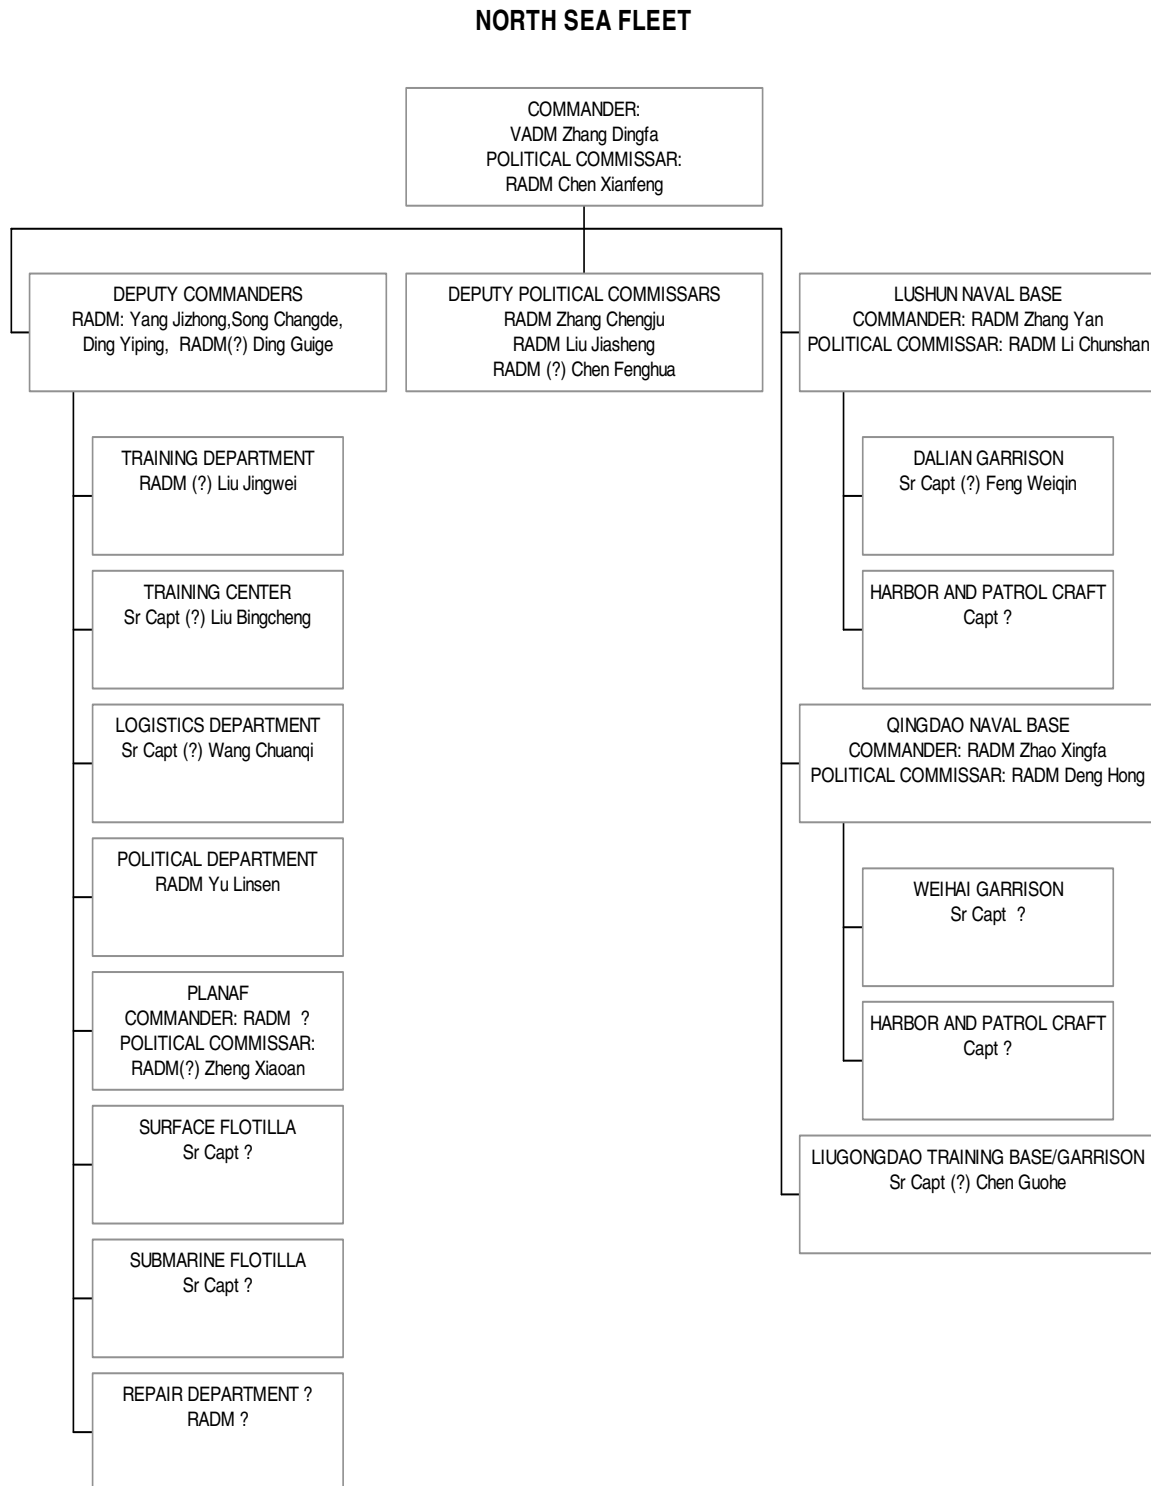 NORTH SEA FLEET
COMMANDER:
VADM Zhang Dingfa
POLITICAL COMMISSAR:
RADM Chen Xianfeng
DEPUTY COMMANDERS
RADM: Yang Jizhong,Song Changde,
Ding Yiping, RADM(?) Ding Guige
TRAINING DEPARTMENT
RADM (?) Liu Jingwei
TRAINING CENTER
Sr Capt (?) Liu Bingcheng
LOGISTICS DEPARTMENT
Sr Capt (?) Wang Chuanqi
POLITICAL DEPARTMENT
RADM Yu Linsen
PLANAF
COMMANDER: RADM ?
POLITICAL COMMISSAR:
RADM(?) Zheng Xiaoan
SURFACE FLOTILLA
Sr Capt ?
SUBMARINE FLOTILLA
Sr Capt ?
REPAIR DEPARTMENT ?
RADM ?
DEPUTY POLITICAL COMMISSARS
RADM Zhang Chengju
RADM Liu Jiasheng
RADM (?) Chen Fenghua
LUSHUN NAVAL BASE
COMMANDER: RADM Zhang Yan
POLITICAL COMMISSAR: RADM Li Chunshan
DALIAN GARRISON
Sr Capt (?) Feng Weiqin
HARBOR AND PATROL CRAFT
Capt ?
QINGDAO NAVAL BASE
COMMANDER: RADM Zhao Xingfa
POLITICAL COMMISSAR: RADM Deng Hong
WEIHAI GARRISON
Sr Capt ?
HARBOR AND PATROL CRAFT
Capt ?
LIUGONGDAO TRAINING BASE/GARRISON
Sr Capt (?) Chen Guohe